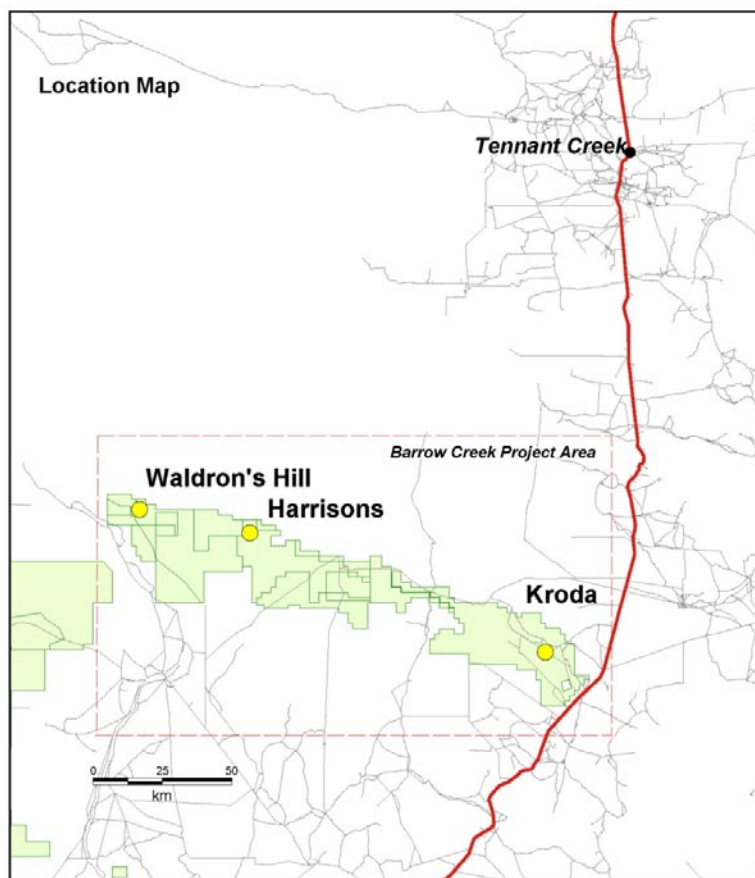 Location Map
Tennant Creek
Barrow Creek Project Area
Waldron's Hill
Harrisons
Kroda
0 25 50
km